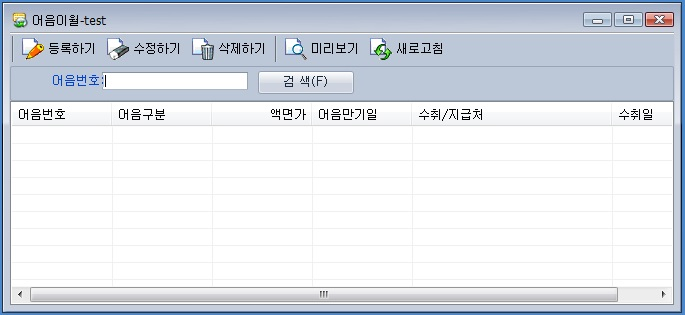 어음이월-test
등록하기 수정하기 삭제하기 미리보기 새로고침
어음번호: 검 색(F)
어음번호 어음구분 액면가 어음만기일 수취/지급처 수취일